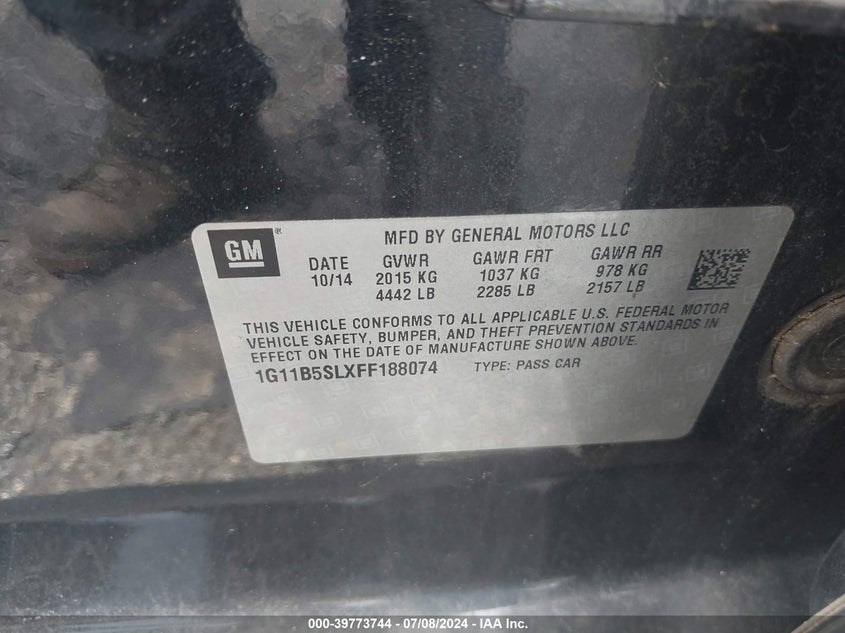 GM ®
MFD BY GENERAL MOTORS LLC
DATE GVWR GAWR FRT GAWR RR
10/14 2015 KG 1037 KG 978 KG
4442 LB 2285 LB 2157 LB
THIS VEHICLE CONFORMS TO ALL APPLICABLE U.S. FEDERAL MOTOR
VEHICLE SAFETY, BUMPER, AND THEFT PREVENTION STANDARDS IN
EFFECT ON THE DATE OF MANUFACTURE SHOWN ABOVE.
1G11B5SLXFF188074 TYPE: PASS CAR
000-39773744 - 07/08/2024 - IAA Inc.